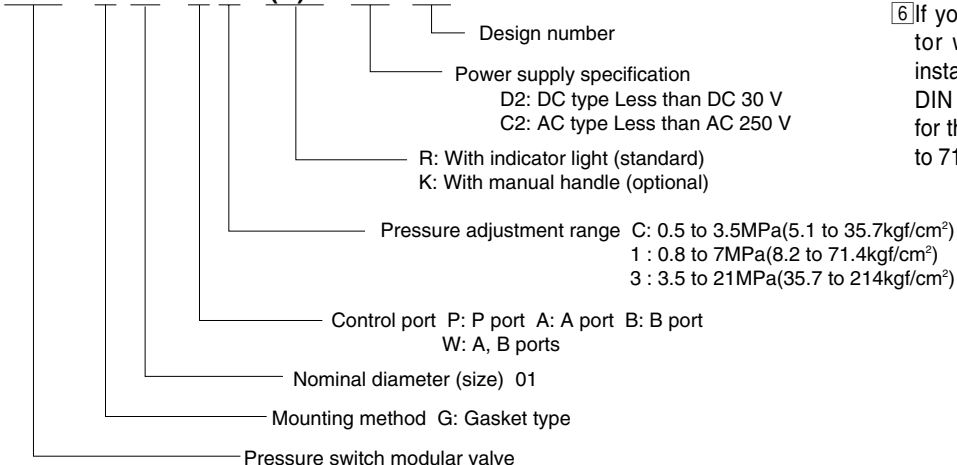 Design number
Power supply specification
D2: DC type Less than DC 30 V
C2: AC type Less than AC 250 V
R: With indicator light (standard)
K: With manual handle (optional)
Pressure adjustment range C: 0.5 to 3.5MPa(5.1 to 35.7kgf/cm²)
1 : 0.8 to 7MPa(8.2 to 71.4kgf/cm²)
3 : 3.5 to 21MPa(35.7 to 214kgf/cm²)
Control port P: P port A: A port B: B port
W: A, B ports
Nominal diameter (size) 01
Mounting method G: Gasket type
Pressure switch modular valve
6 If yo
tor w
insta
DIN
for th
to 71